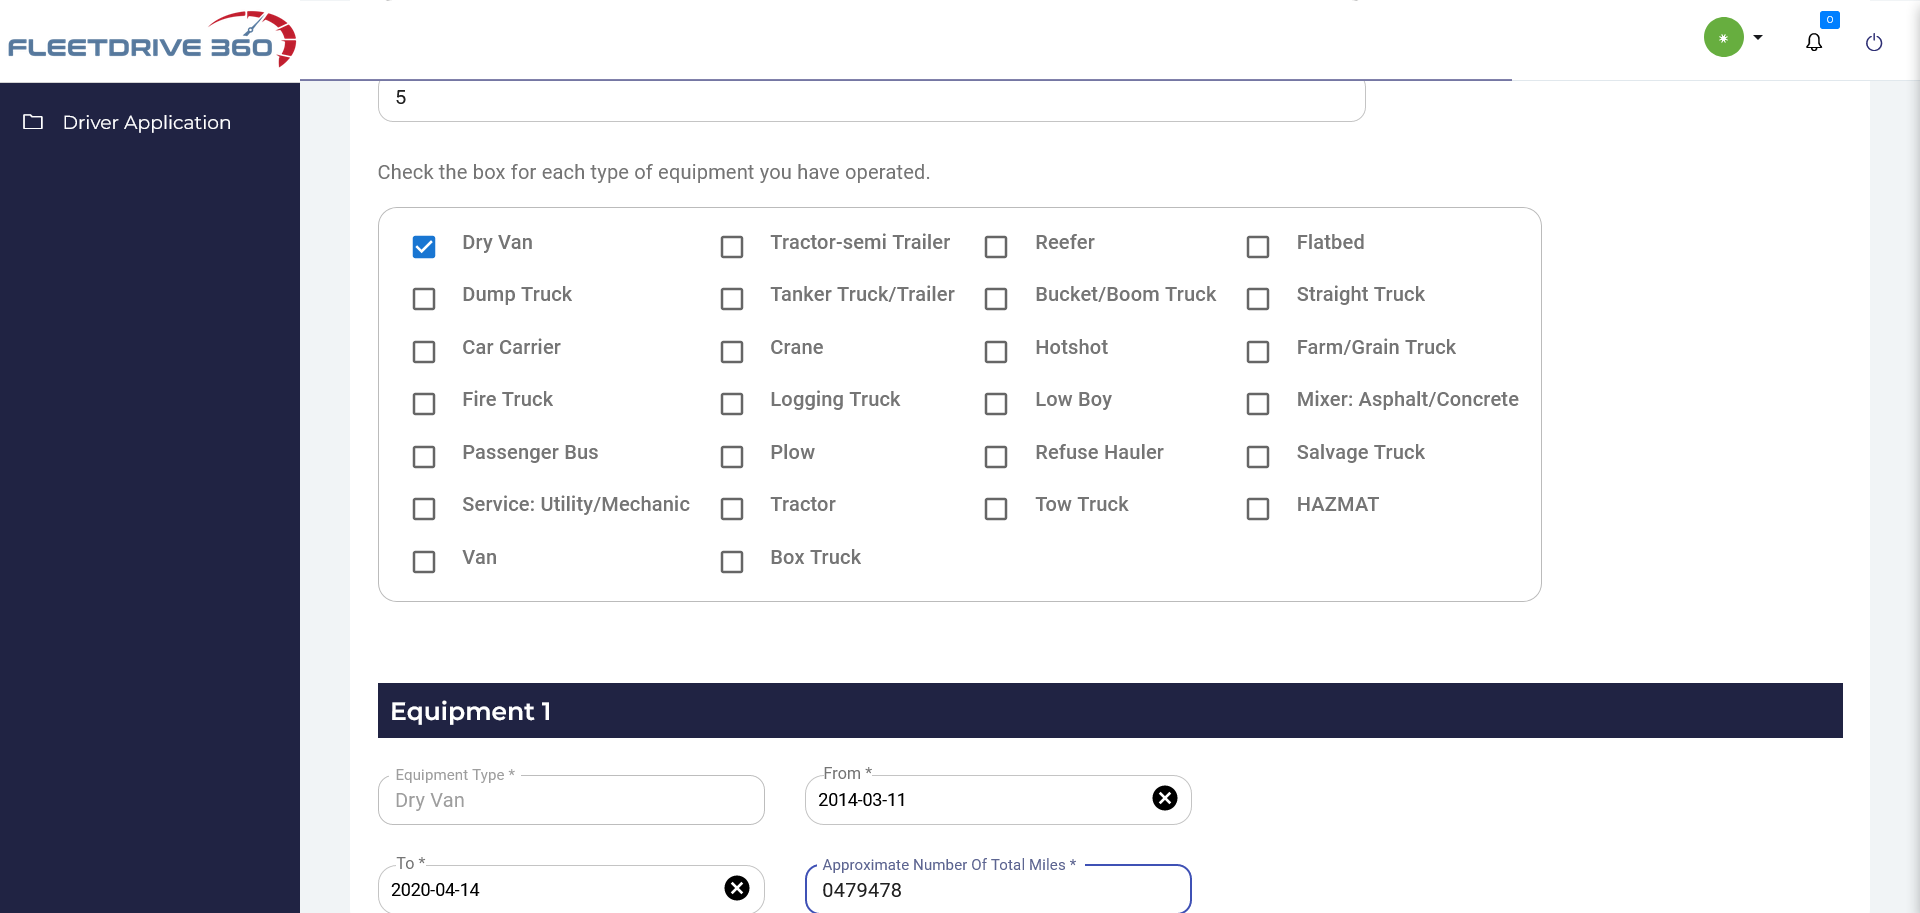 FLEETDRIVE 360
0
Driver Application
5
Check the box for each type of equipment you have operated.
Dry Van Tractor-semi Trailer Reefer Flatbed
Dump Truck Tanker Truck/Trailer Bucket/Boom Truck Straight Truck
Car Carrier Crane Hotshot Farm/Grain Truck
Fire Truck Logging Truck Low Boy Mixer: Asphalt/Concrete
Passenger Bus Plow Refuse Hauler Salvage Truck
Service: Utility/Mechanic Tractor Tow Truck HAZMAT
Van Box Truck
Equipment 1
Equipment Type * From *
Dry Van 2014-03-11
To * Approximate Number Of Total Miles *
2020-04-14 0479478